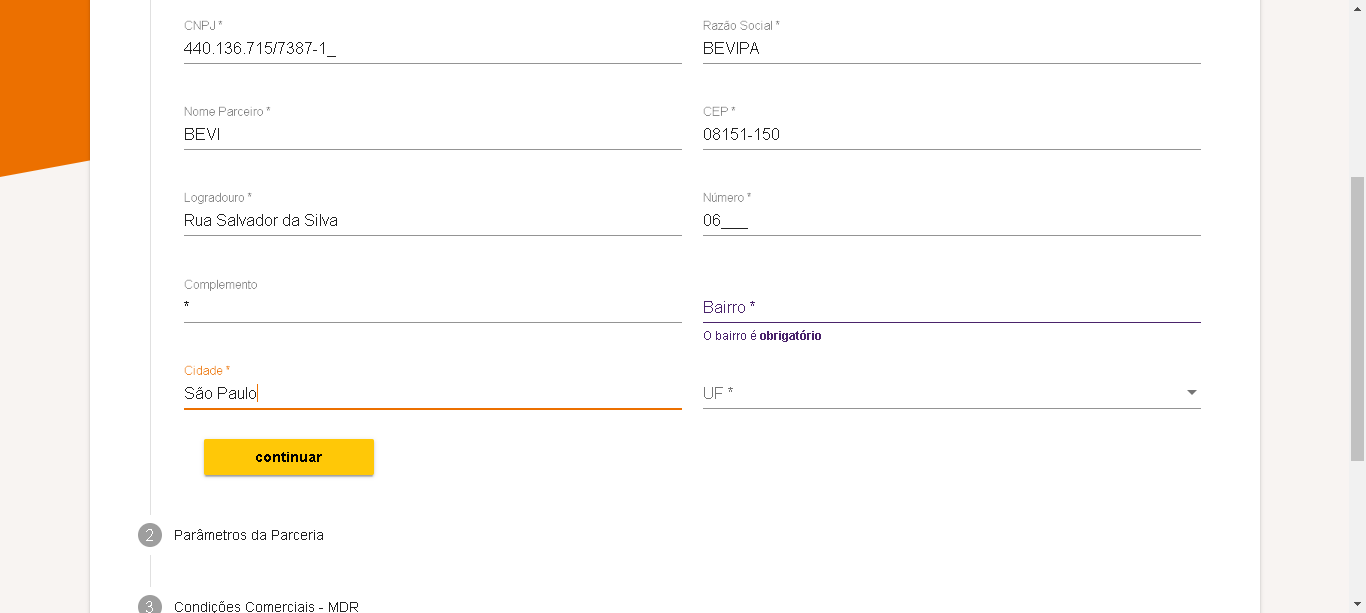 CNPJ *
440.136.715/7387-1_
Razão Social *
BEVIPA
Nome Parceiro *
BEVI
CEP *
08151-150
Logradouro *
Rua Salvador da Silva
Número *
06___
Complemento
*
Bairro *
O bairro é obrigatório
Cidade *
São Paulo
UF *
continuar
2 Parâmetros da Parceria
3 Condições Comerciais - MDR